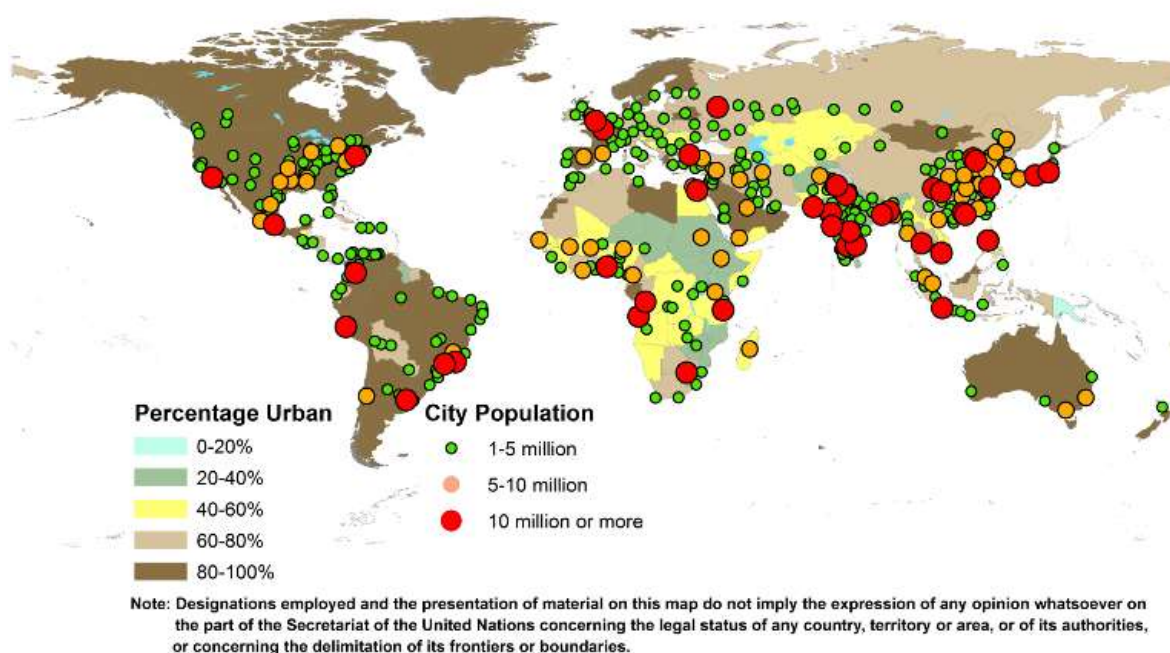 Percentage Urban
0-20%
20-40%
40-60%
60-80%
80-100%
City Population
1-5 million
5-10 million
10 million or more
Note: Designations employed and the presentation of material on this map do not imply the expression of any opinion whatsoever on
the part of the Secretariat of the United Nations concerning the legal status of any country, territory or area, or of its authorities,
or concerning the delimitation of its frontiers or boundaries.